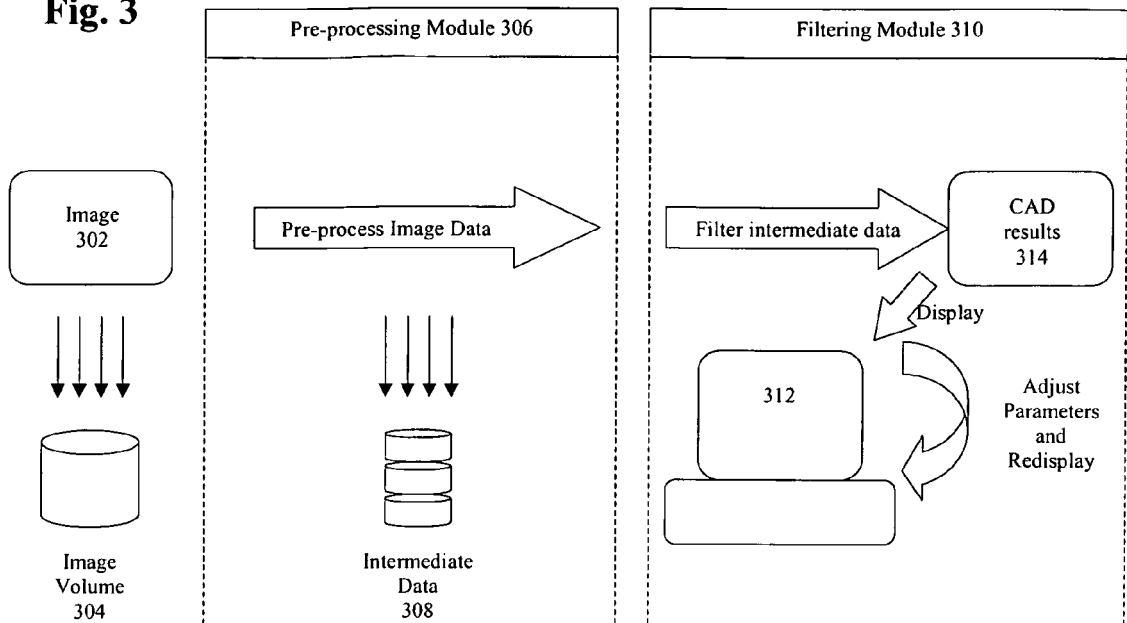 Fig. 3
Pre-processing Module 306
Filtering Module 310
Image
302
Pre-process Image Data
Filter intermediate data
CAD
results
314
Display
312
Adjust
Parameters
and
Redisplay
Image
Volume
304
Intermediate
Data
308